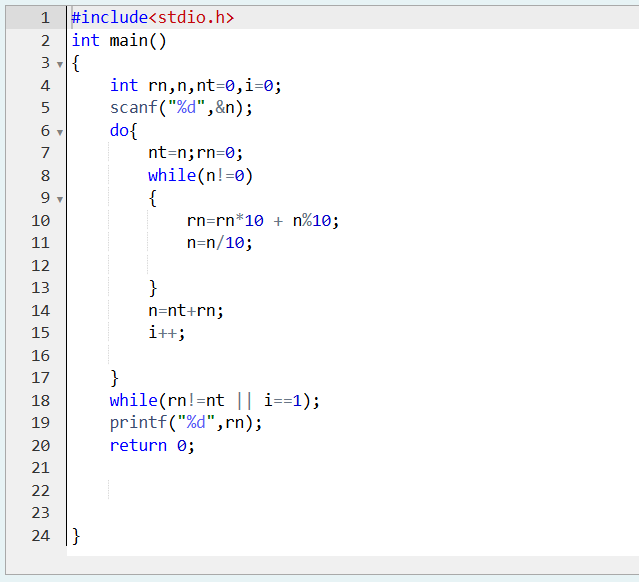 1 #include<stdio.h>
2 int main()
3 {
4     int rn,n,nt=0,i=0;
5     scanf("%d",&n);
6     do{
7         nt=n;rn=0;
8         while(n!=0)
9         {
10             rn=rn*10 + n%10;
11             n=n/10;
12
13         }
14         n=nt+rn;
15         i++;
16
17     }
18     while(rn!=nt || i==1);
19     printf("%d",rn);
20     return 0;
21
22
23
24 }